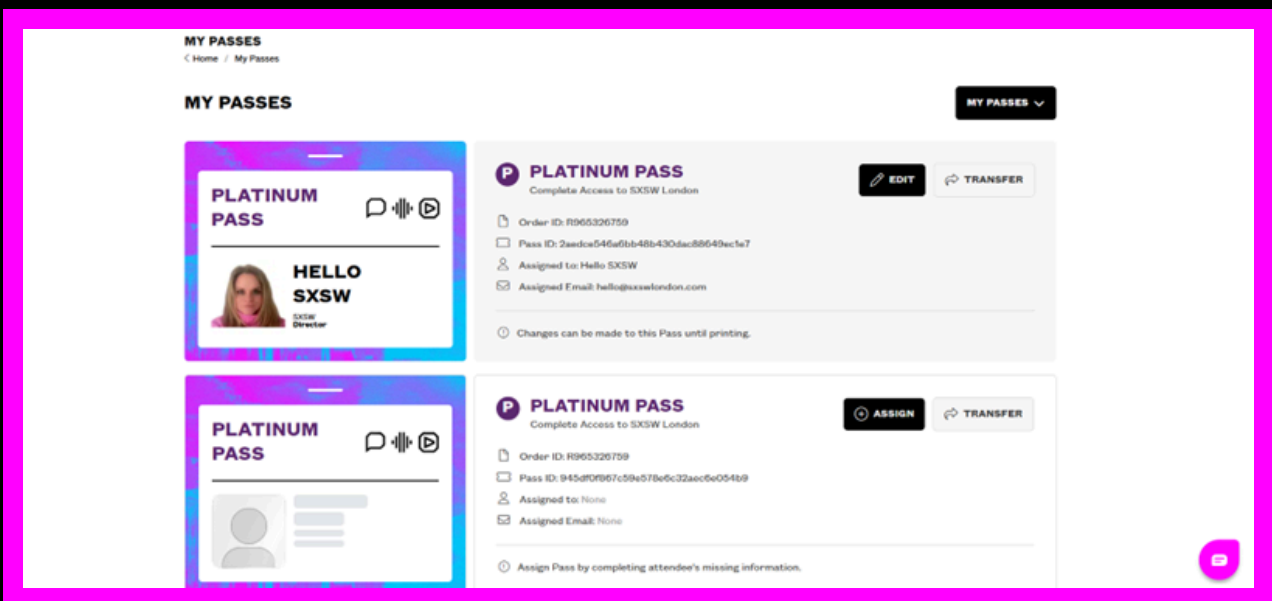 MY PASSES
Home / My Passes
MY PASSES
MY PASSES
PLATINUM
PASS
HELLO
SXSW
SXSW
Director
P PLATINUM PASS
Complete Access to SXSW London
EDIT
TRANSFER
Order ID: R965326759
Pass ID: 2aedce546a6bb48b430dac88649ec1e7
Assigned to: Hello SXSW
Assigned Email: hello@sxswlondon.com
Changes can be made to this Pass until printing.
PLATINUM
PASS
P PLATINUM PASS
Complete Access to SXSW London
ASSIGN
TRANSFER
Order ID: R965326759
Pass ID: 945df0f967c59e578e6c32aec6e054b9
Assigned to: None
Assigned Email: None
Assign Pass by completing attendee's missing information.